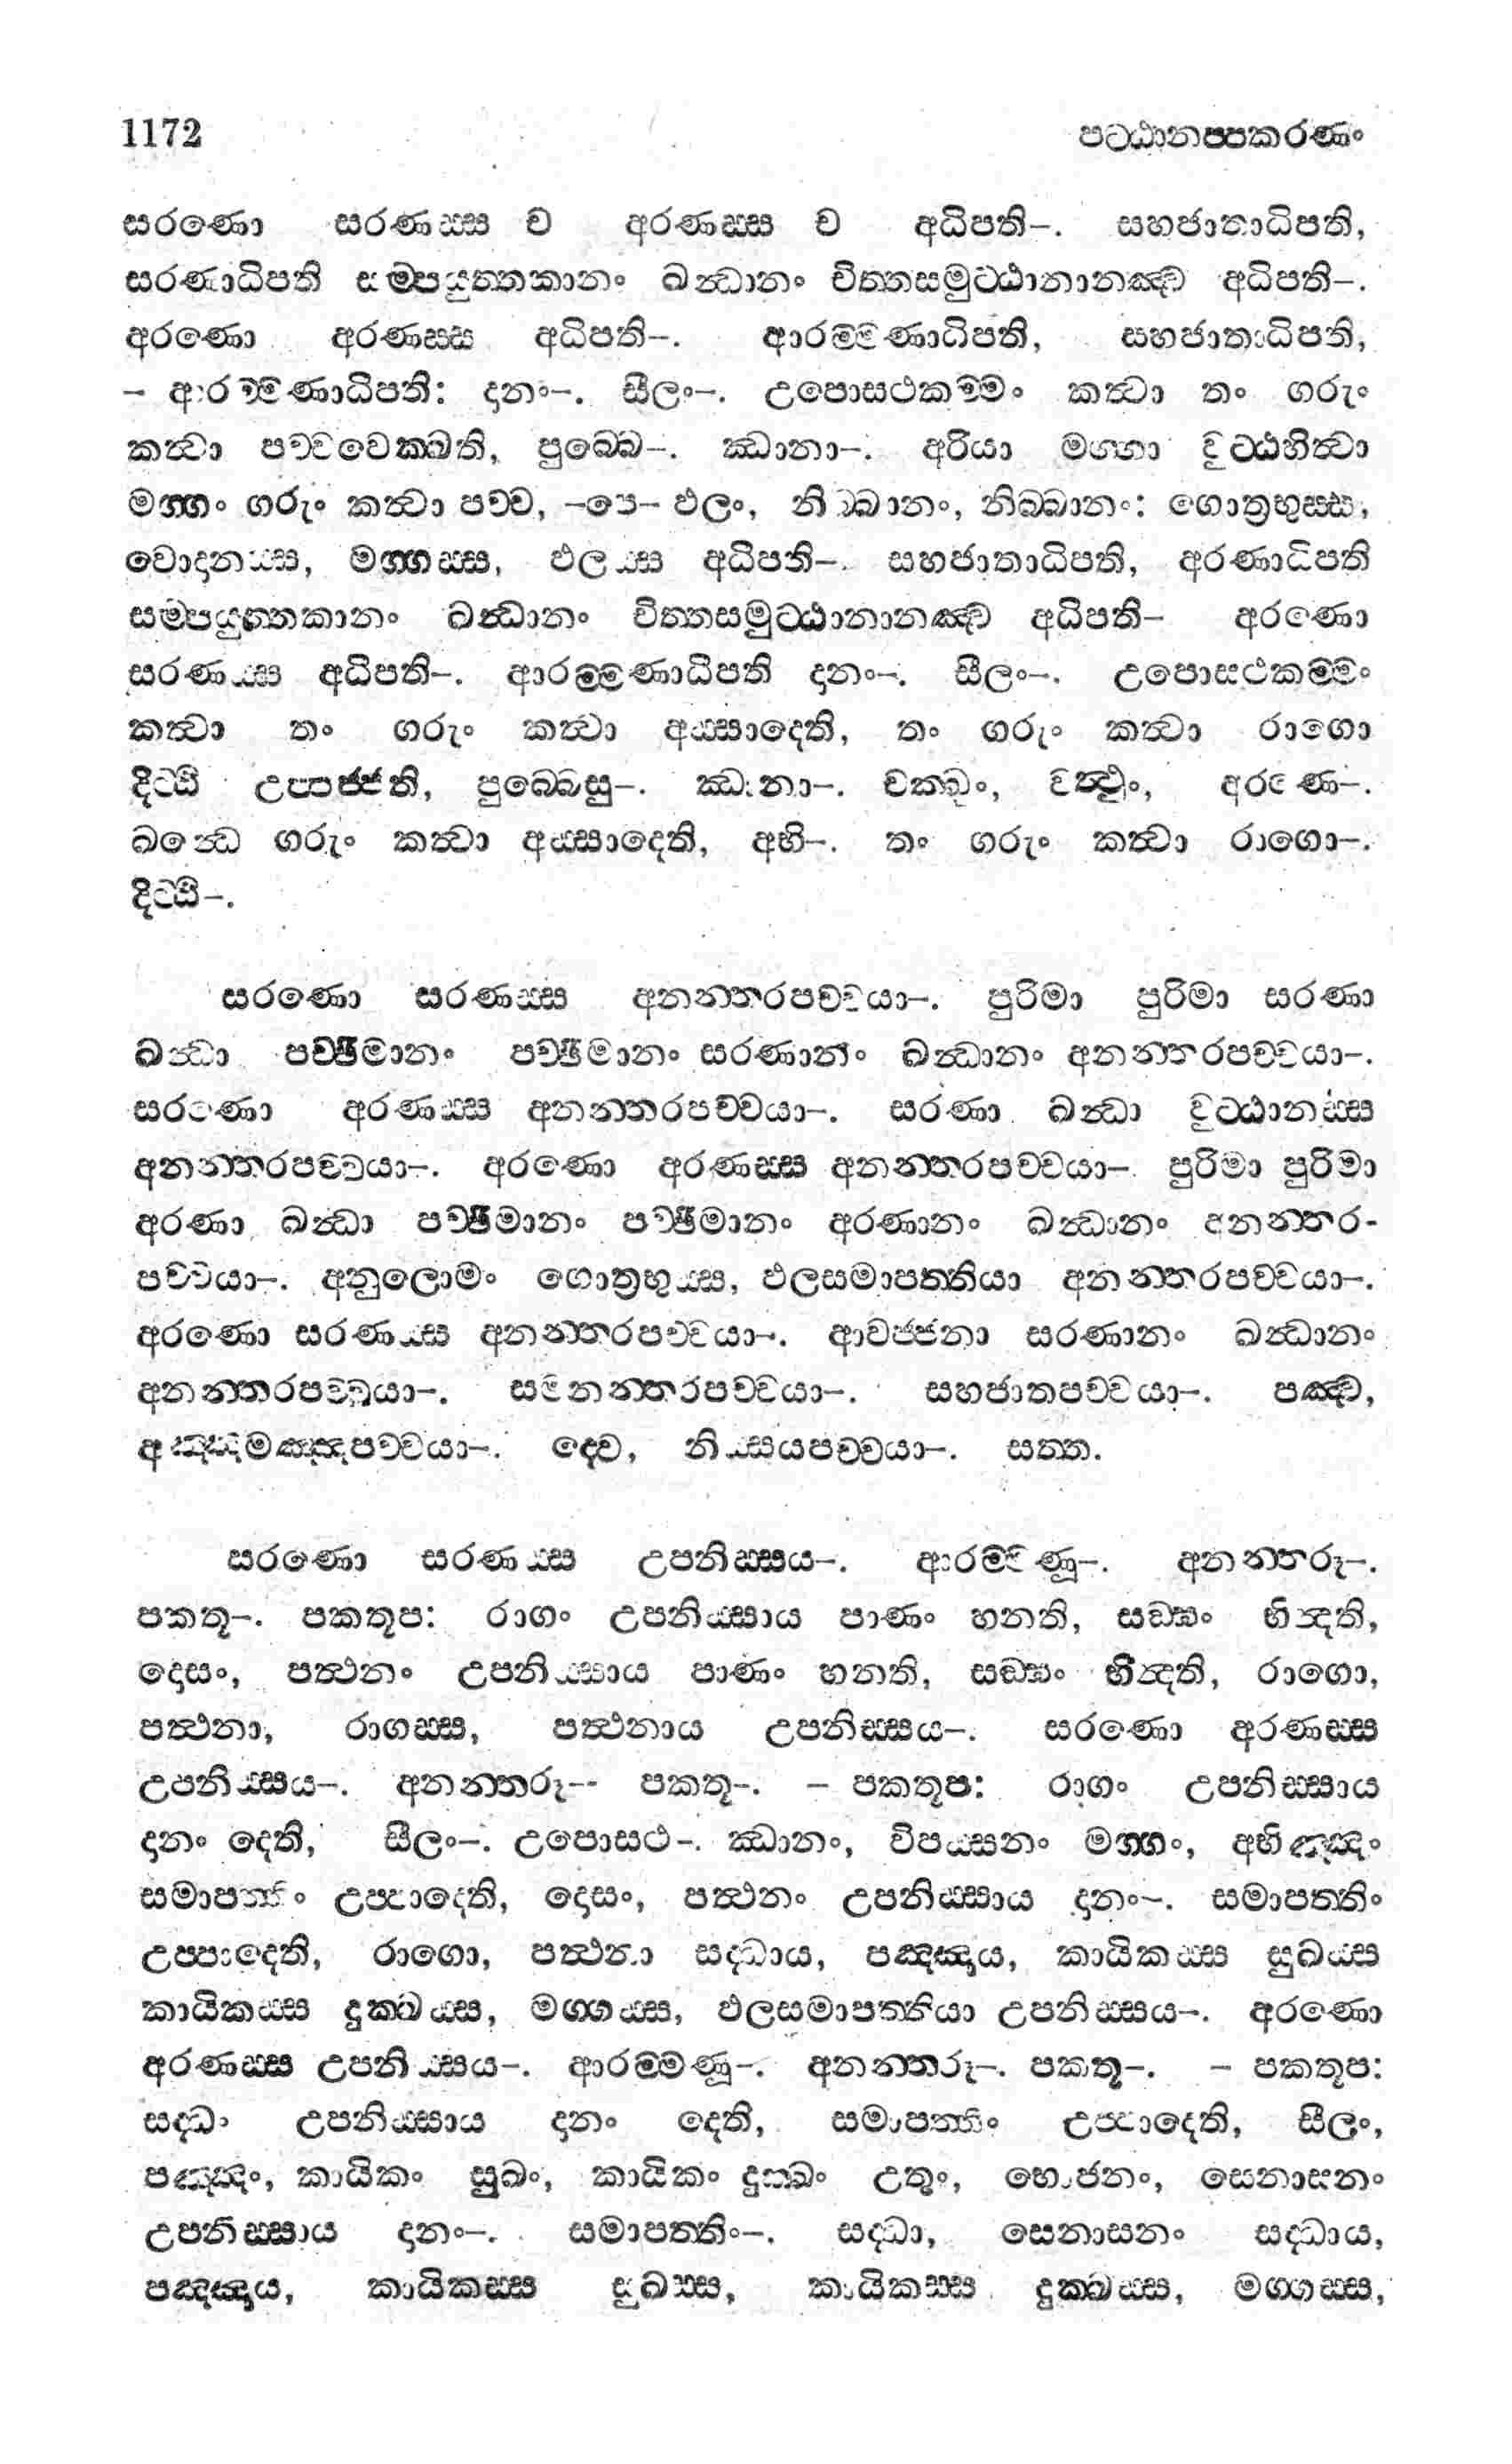 1172 පට්ඨානප්පකරණං
සරණො සරණස්ස ච අරණස්ස ච අධිපති–. සහජාතාධිපති,
සරණාධිපති සම්පයුත්තකානං ඛන්ධානං චිත්තසමුට්ඨානානඤ්ච අධිපති–.
අරණො අරණස්ස අධිපති–. ආරම්මණාධිපති, සහජාතාධිපති,
– ආරම්මණාධිපති: දානං–. සීලං–. උපොසථකම්මං කත්වා තං ගරුං
කත්වා පච්චවෙක්ඛති, පුබ්බෙ–. ඣානා–. අරියා මග්ගා වුට්ඨහිත්වා
මග්ගං ගරුං කත්වා පච්ච, –පෙ– ඵලං, නිබ්බානං, නිබ්බානං: ගොත්‍රභුස්ස,
වොදානස්ස, මග්ගස්ස, ඵලස්ස අධිපති–. සහජාතාධිපති, අරණාධිපති
සම්පයුත්තකානං ඛන්ධානං චිත්තසමුට්ඨානානඤ්ච අධිපති– අරණො
සරණස්ස අධිපති–. ආරම්මණාධිපති දානං–. සීලං–. උපොසථකම්මං
කත්වා තං ගරුං කත්වා අස්සාදෙති, තං ගරුං කත්වා රාගො
දිට්ඨි උප්පජ්ජති, පුබ්බෙසු–. ඣානා–. චක්ඛුං, වත්ථුං, අරණෙ–.
ඛන්ධෙ ගරුං කත්වා අස්සාදෙති, අභි–. තං ගරුං කත්වා රාගො–.
දිට්ඨි–.
සරණො සරණස්ස අනන්තරපච්චයා–. පුරිමා පුරිමා සරණා
ඛන්ධා පච්ඡිමානං පච්ඡිමානං සරණානං ඛන්ධානං අනන්තරපච්චයා–.
සරණො අරණස්ස අනන්තරපච්චයා–. සරණා ඛන්ධා වුට්ඨානස්ස
අනන්තරපච්චයා–. අරණො අරණස්ස අනන්තරපච්චයා–. පුරිමා පුරිමා
අරණා ඛන්ධා පච්ඡිමානං පච්ඡිමානං අරණානං ඛන්ධානං අනන්තර-
පච්චයා–. අනුලොමං ගොත්‍රභුස්ස, ඵලසමාපත්තියා අනන්තරපච්චයා–.
අරණො සරණස්ස අනන්තරපච්චයා–. ආවජ්ජනා සරණානං ඛන්ධානං
අනන්තරපච්චයා–. සමනන්තරපච්චයා–. සහජාතපච්චයා–. පඤ්ච,
අඤ්ඤමඤ්ඤපච්චයා–. ද්වෙ, නිස්සයපච්චයා–. සත්ත.
සරණො සරණස්ස උපනිස්සය–. ආරම්මණූ–. අනන්තරූ–.
පකතූ–. පකතූප: රාගං උපනිස්සාය පාණං හනති, සඞ්ඝං භින්දති,
දොසං, පත්ථනං උපනිස්සාය පාණං හනති, සඞ්ඝං භින්දති, රාගො,
පත්ථනා, රාගස්ස, පත්ථනාය උපනිස්සය–. සරණො අරණස්ස
උපනිස්සය–. අනන්තරූ–- පකතූ–. – පකතූප: රාගං උපනිස්සාය
දානං දෙති, සීලං–. උපොසථ–. ඣානං, විපස්සනං මග්ගං, අභිඤ්ඤං
සමාපත්තිං උප්පාදෙති, දොසං, පත්ථනං උපනිස්සාය දානං–. සමාපත්තිං
උප්පාදෙති, රාගො, පත්ථනා සද්ධාය, පඤ්ඤාය, කායිකස්ස සුඛස්ස
කායිකස්ස දුක්ඛස්ස, මග්ගස්ස, ඵලසමාපත්තියා උපනිස්සය–. අරණො
අරණස්ස උපනිස්සය–. ආරම්මණූ–. අනන්තරූ–. පකතූ–. – පකතූප:
සද්ධං උපනිස්සාය දානං දෙති, සමාපත්තිං උප්පාදෙති, සීලං,
පඤ්ඤං, කායිකං සුඛං, කායිකං දුක්ඛං උතුං, භොජනං, සෙනාසනං
උපනිස්සාය දානං–. සමාපත්තිං–. සද්ධා, සෙනාසනං සද්ධාය,
පඤ්ඤාය, කායිකස්ස සුඛස්ස, කායිකස්ස දුක්ඛස්ස, මග්ගස්ස,